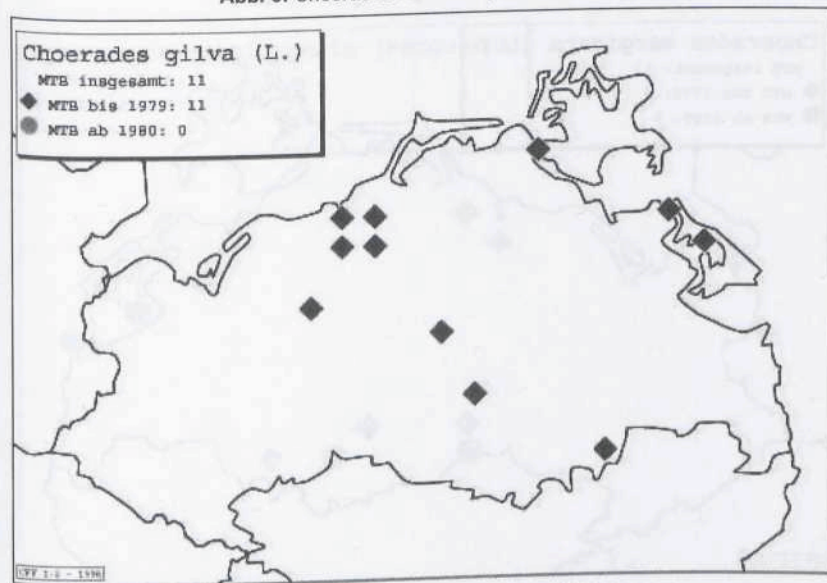 Choerades gilva (L.)
MTB insgesamt: 11
MTB bis 1979: 11
MTB ab 1980: 0